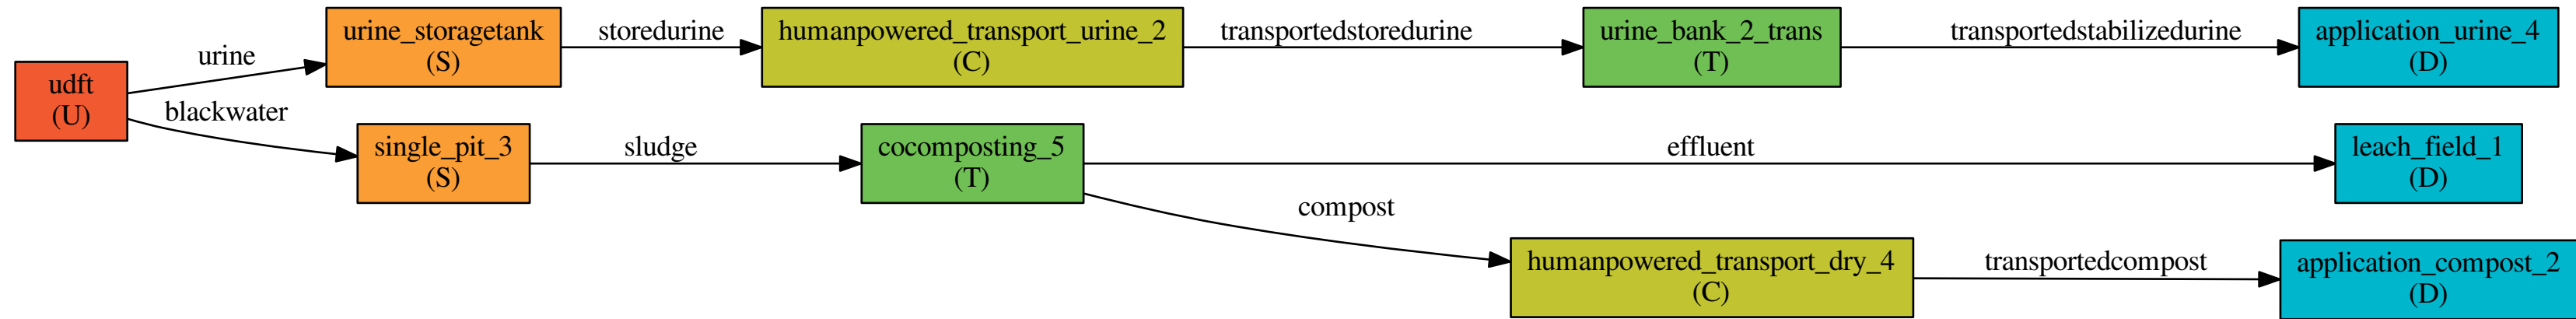 udft
(U)
urine
blackwater
urine_storagetank
(S)
storedurine
humanpowered_transport_urine_2
(C)
transportedstoredurine
urine_bank_2_trans
(T)
transportedstabilizedurine
application_urine_4
(D)
single_pit_3
(S)
sludge
cocomposting_5
(T)
effluent
leach_field_1
(D)
compost
humanpowered_transport_dry_4
(C)
transportedcompost
application_compost_2
(D)